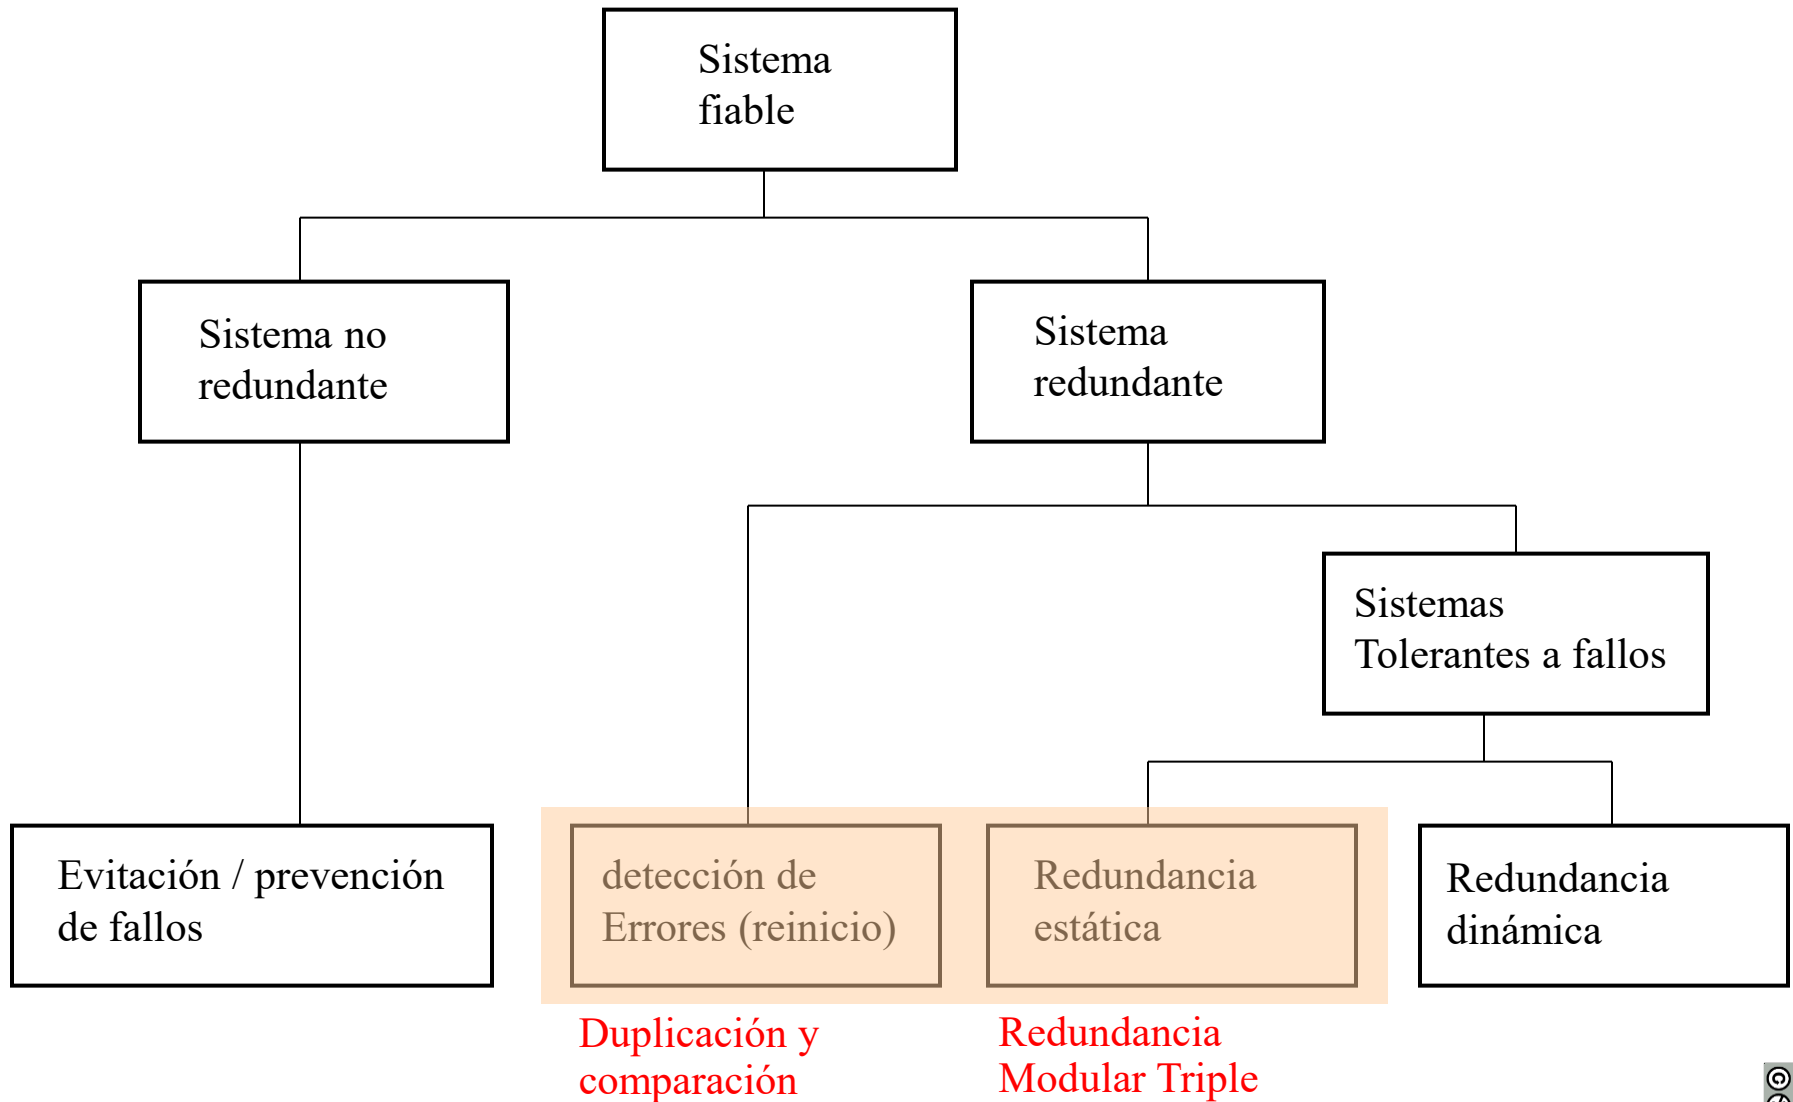 Sistema
fiable
Sistema no
redundante
Sistema
redundante
Sistemas
Tolerantes a fallos
Evitación / prevención
de fallos
detección de
Errores (reinicio)
Redundancia
estática
Redundancia
dinámica
Duplicación y
comparación
Redundancia
Modular Triple